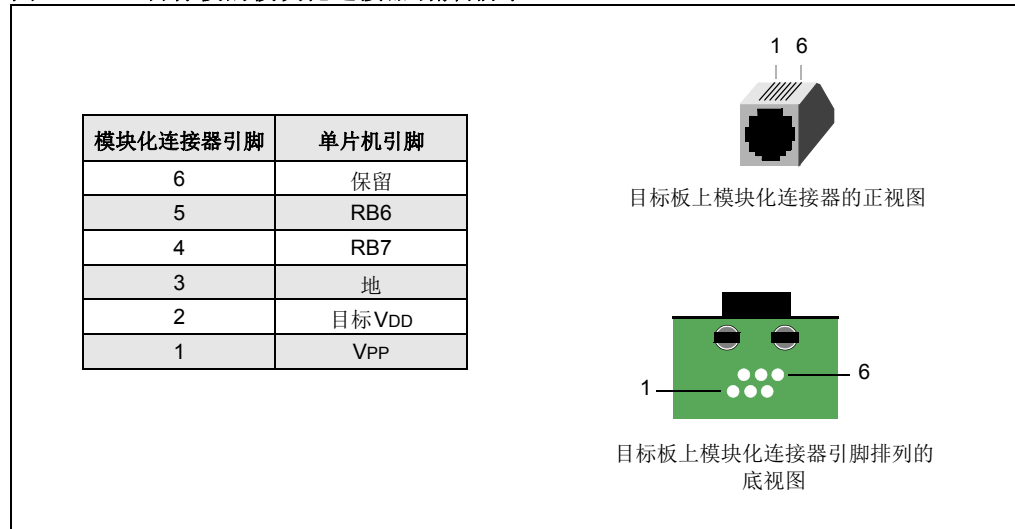 模块化连接器引脚 单片机引脚
6 保留
5 RB6
4 RB7
3 地
2 目标VDD
1 VPP
1 6
目标板上模块化连接器的正视图
1
6
目标板上模块化连接器引脚排列的
底视图